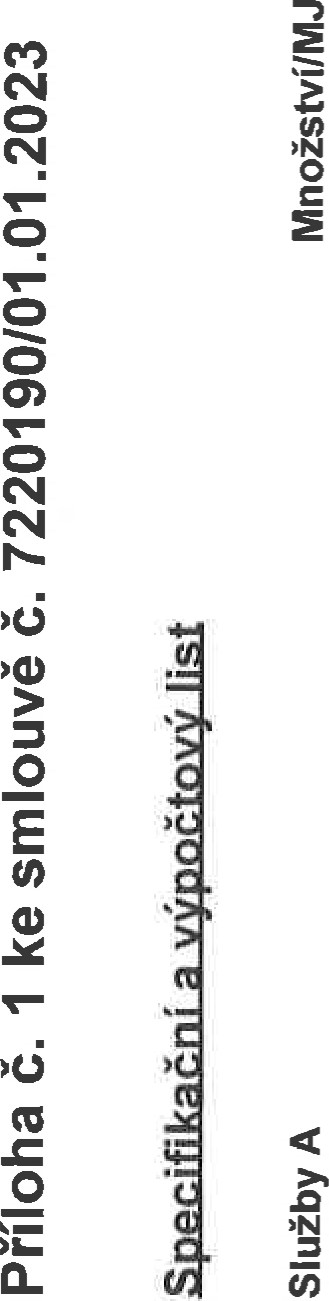 Příloha č. 1 ke smlouvě č. 7220190/01.01.2023
Specifikační a výpočtový list
Služby A Množství/MJ